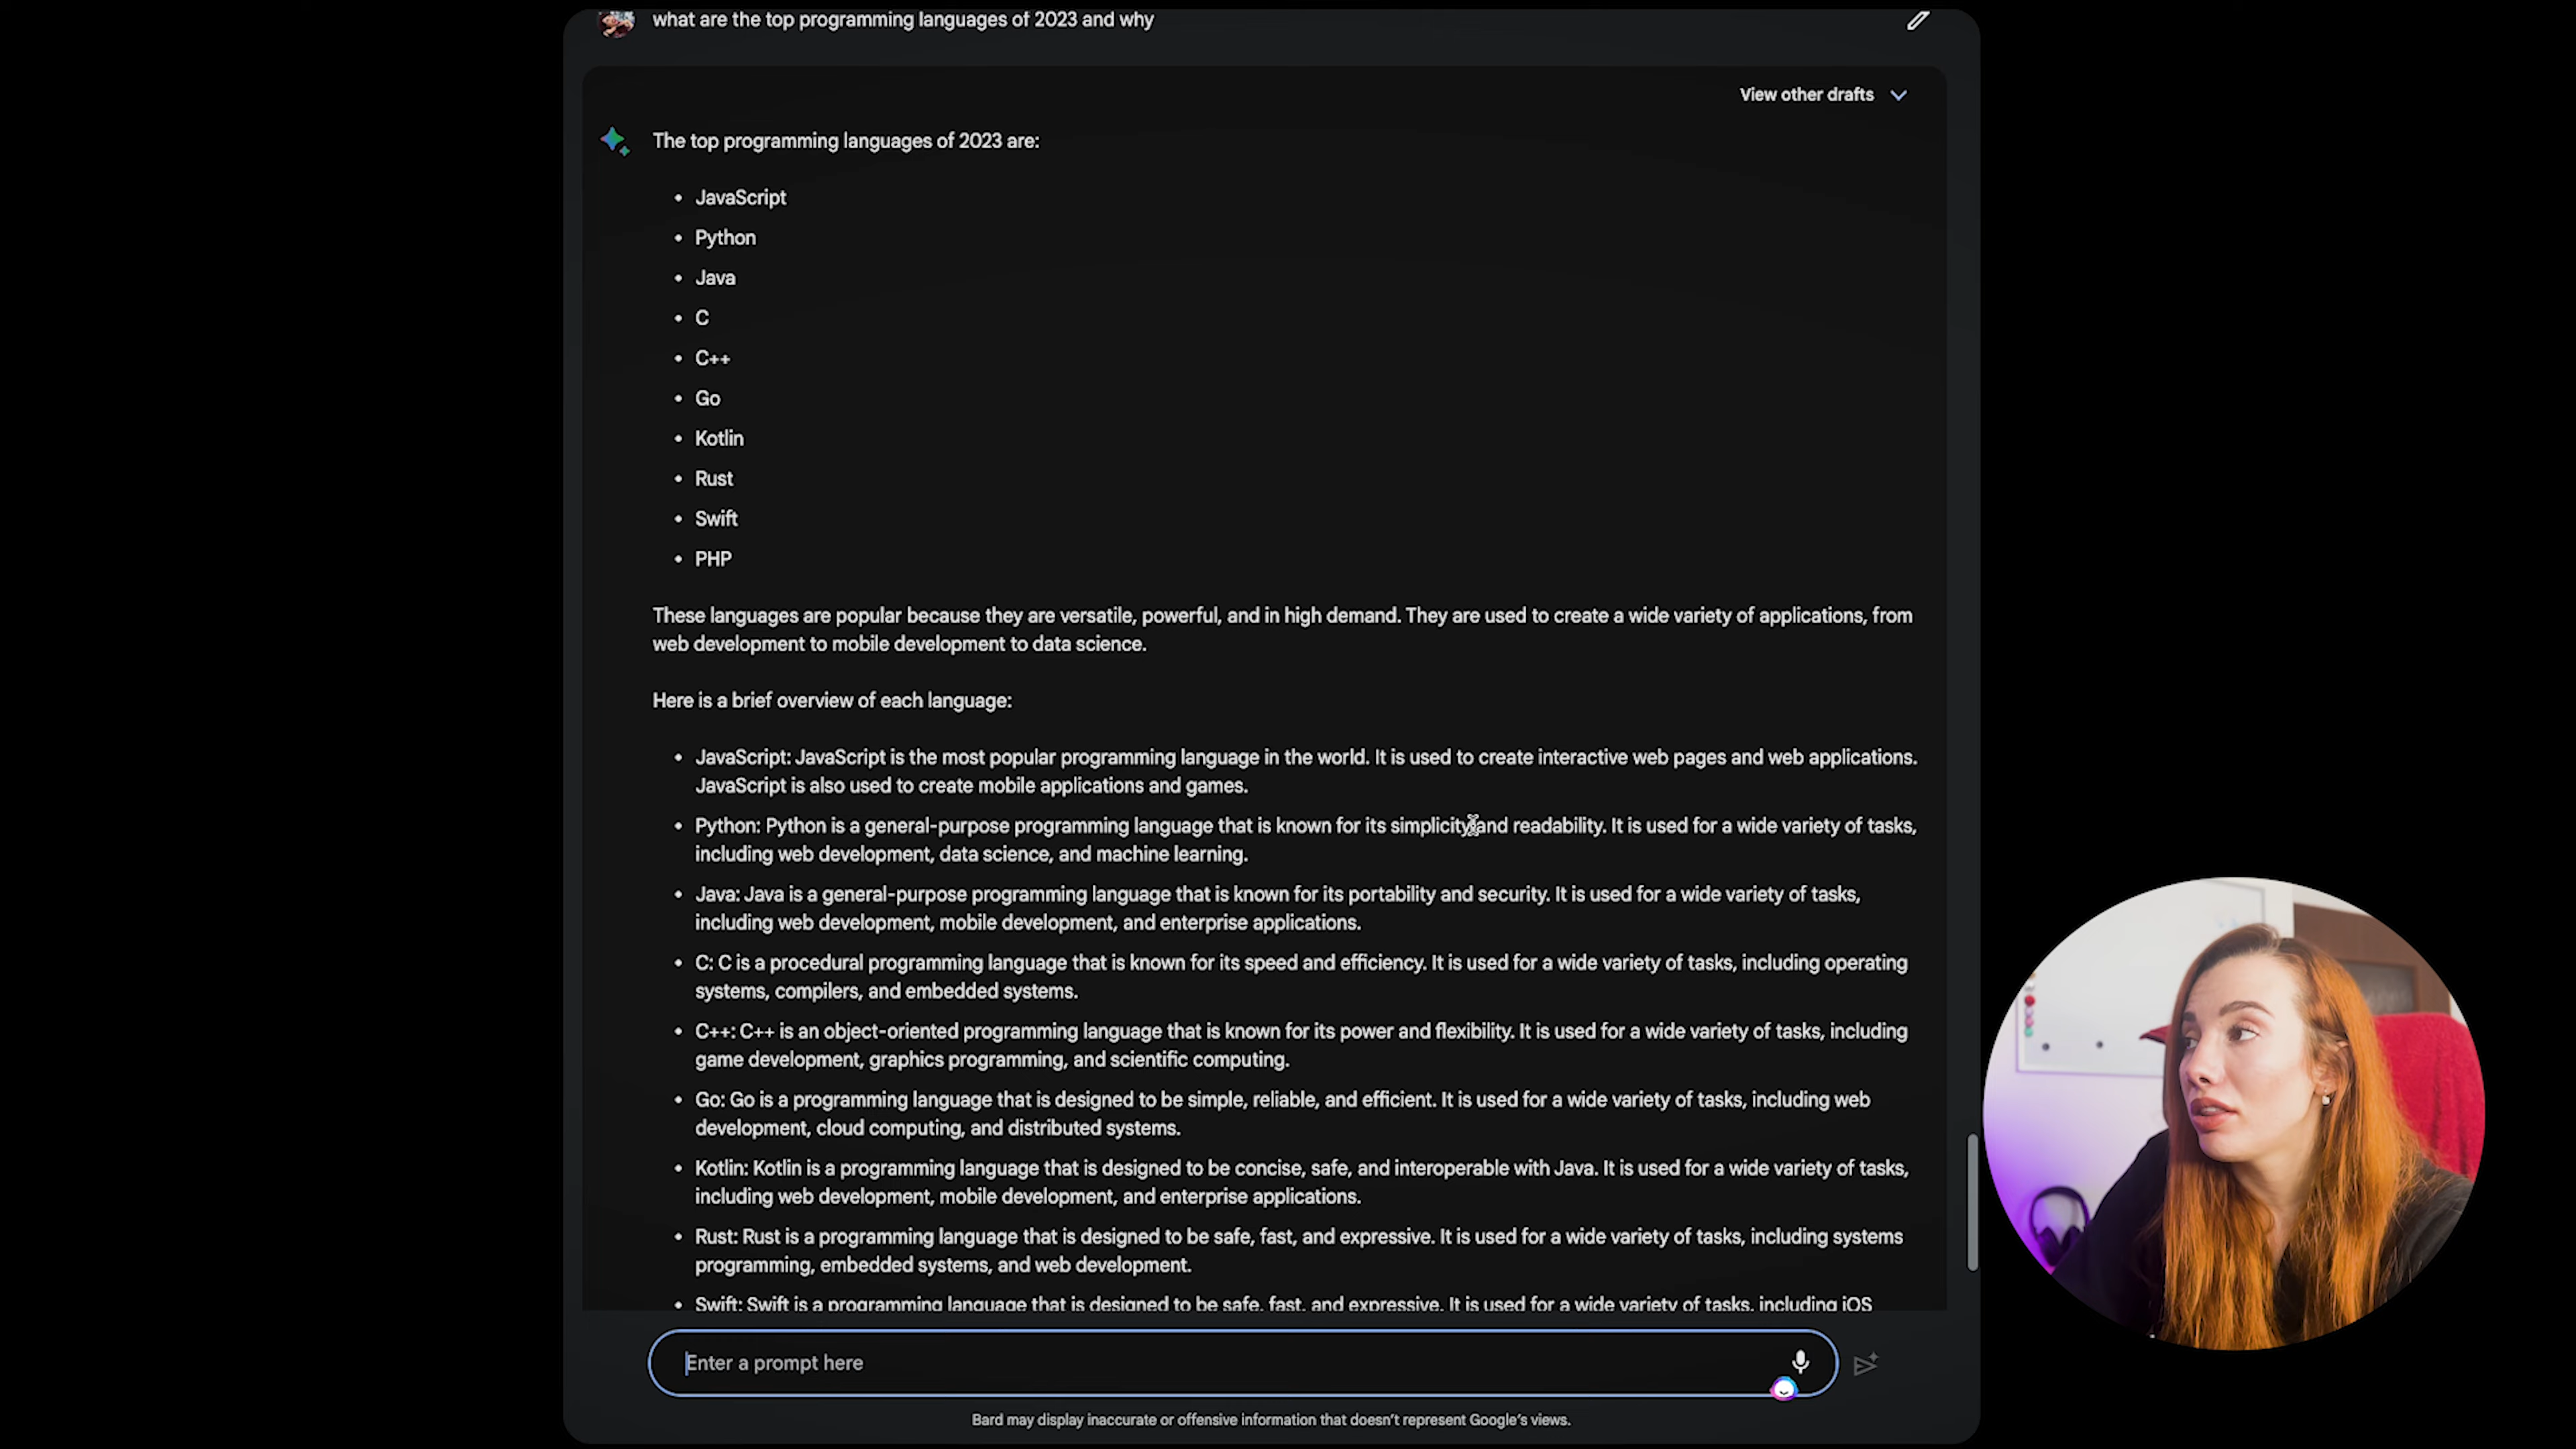 what are the top programming languages of 2023 and why
View other drafts
The top programming languages of 2023 are:
• JavaScript
• Python
• Java
• C
• C++
• Go
• Kotlin
• Rust
• Swift
• PHP
These languages are popular because they are versatile, powerful, and in high demand. They are used to create a wide variety of applications, from
web development to mobile development to data science.
Here is a brief overview of each language:
• JavaScript: JavaScript is the most popular programming language in the world. It is used to create interactive web pages and web applications.
JavaScript is also used to create mobile applications and games.
• Python: Python is a general-purpose programming language that is known for its simplicity and readability. It is used for a wide variety of tasks,
including web development, data science, and machine learning.
• Java: Java is a general-purpose programming language that is known for its portability and security. It is used for a wide variety of tasks,
including web development, mobile development, and enterprise applications.
• C: C is a procedural programming language that is known for its speed and efficiency. It is used for a wide variety of tasks, including operating
systems, compilers, and embedded systems.
• C++: C++ is an object-oriented programming language that is known for its power and flexibility. It is used for a wide variety of tasks, including
game development, graphics programming, and scientific computing.
• Go: Go is a programming language that is designed to be simple, reliable, and efficient. It is used for a wide variety of tasks, including web
development, cloud computing, and distributed systems.
• Kotlin: Kotlin is a programming language that is designed to be concise, safe, and interoperable with Java. It is used for a wide variety of tasks,
including web development, mobile development, and enterprise applications.
• Rust: Rust is a programming language that is designed to be safe, fast, and expressive. It is used for a wide variety of tasks, including systems
programming, embedded systems, and web development.
• Swift: Swift is a programming language that is designed to be safe, fast, and expressive. It is used for a wide variety of tasks, including iOS
Enter a prompt here
Bard may display inaccurate or offensive information that doesn't represent Google's views.